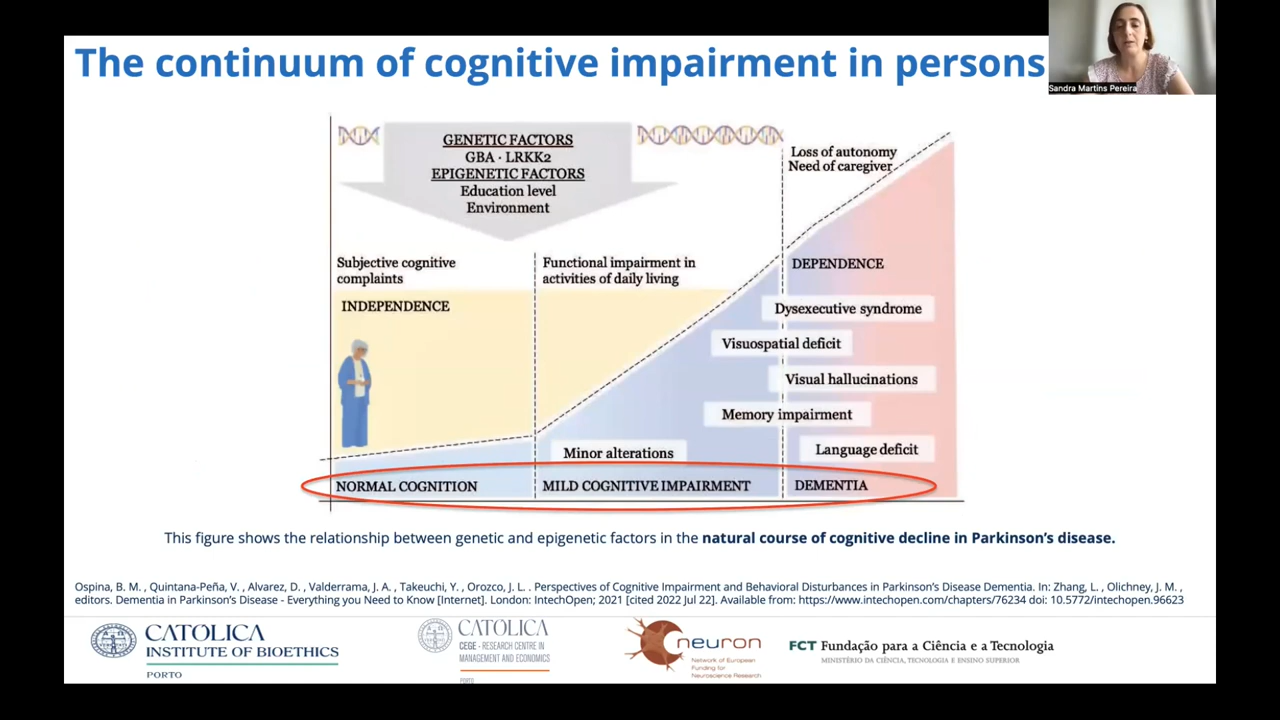 The continuum of cognitive impairment in persons
Sandra Martins Pereira
GENETIC FACTORS
GBA · LRKK2
EPIGENETIC FACTORS
Education level
Environment
Loss of autonomy
Need of caregiver
Subjective cognitive
complaints
Functional impairment in
activities of daily living
INDEPENDENCE
DEPENDENCE
Dysexecutive syndrome
Visuospatial deficit
Visual hallucinations
Memory impairment
Language deficit
Minor alterations
NORMAL COGNITION
MILD COGNITIVE IMPAIRMENT
DEMENTIA
This figure shows the relationship between genetic and epigenetic factors in the natural course of cognitive decline in Parkinson's disease.
Ospina, B. M. , Quintana-Peña, V. , Alvarez, D. , Valderrama, J. A. , Takeuchi, Y. , Orozco, J. L. . Perspectives of Cognitive Impairment and Behavioral Disturbances in Parkinson's Disease Dementia. In: Zhang, L. , Olichney, J. M. ,
editors. Dementia in Parkinson's Disease - Everything you Need to Know [Internet]. London: IntechOpen; 2021 [cited 2022 Jul 22]. Available from: https://www.intechopen.com/chapters/76234 doi: 10.5772/intechopen.96623
CATOLICA
INSTITUTE OF BIOETHICS
PORTO
CATOLICA
CEGE - RESEARCH CENTRE IN
MANAGEMENT AND ECONOMICS
PORTO
neuron
Network of European
Funding for
Neuroscience Research
FCT Fundação para a Ciência e a Tecnologia
MINISTÉRIO DA CIÊNCIA, TECNOLOGIA E ENSINO SUPERIOR